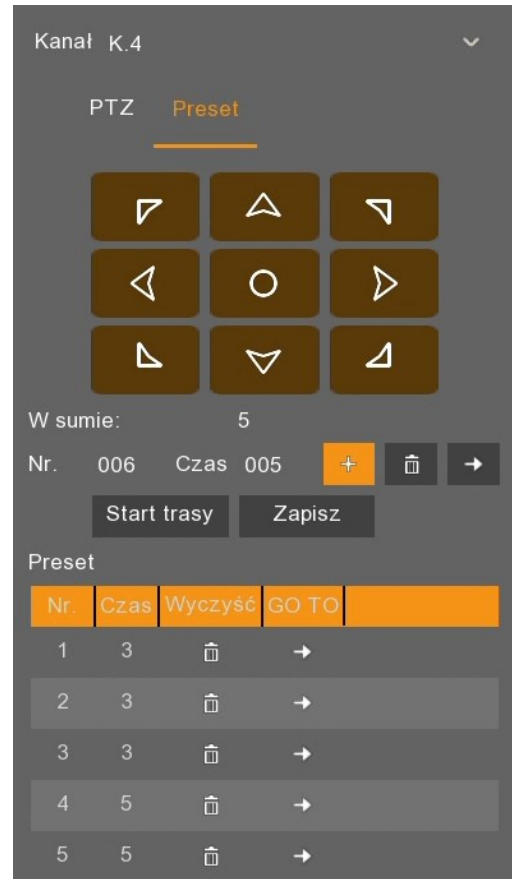 Kanał K.4
PTZ Preset
W sumie: 5
Nr. 006 Czas 005
Start trasy Zapisz
Preset
Nr. Czas Wyczyść GO TO
1 3
2 3
3 3
4 5
5 5